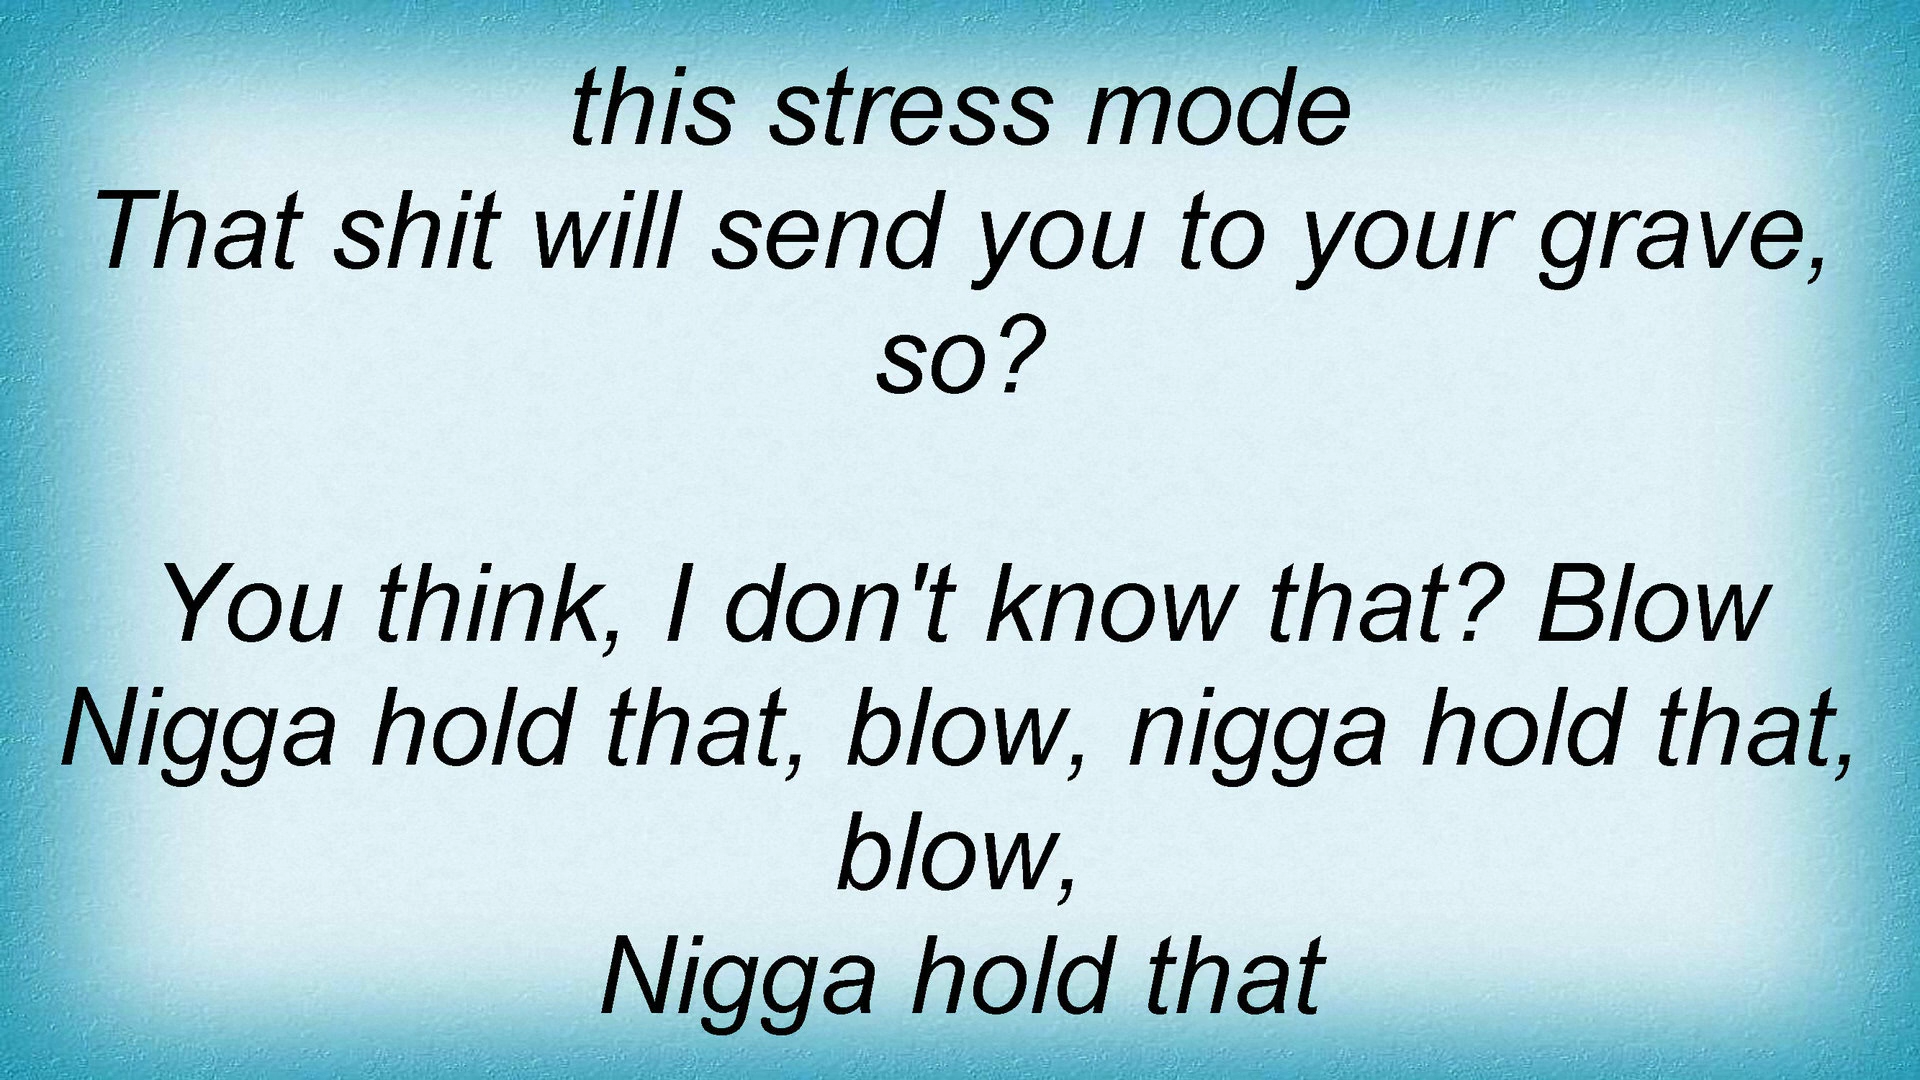 this stress mode
That shit will send you to your grave,
so?
You think, I don't know that? Blow
Nigga hold that, blow, nigga hold that,
blow,
Nigga hold that